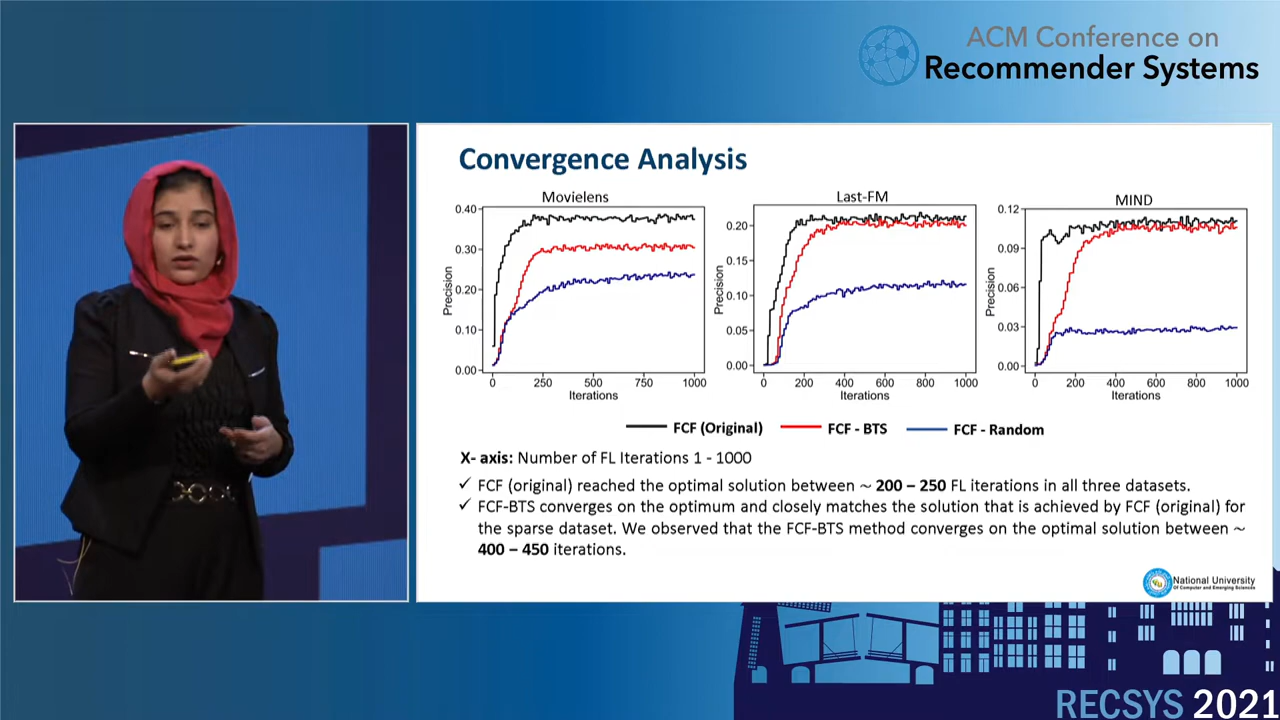 ACM Conference on
Recommender Systems
Convergence Analysis
Movielens
Precision
0.40
0.30
0.20
0.10
0.00
0 250 500 750 1000
Iterations
Last-FM
Precision
0.20
0.15
0.10
0.05
0.00
0 200 400 600 800 1000
Iterations
MIND
Precision
0.12
0.09
0.06
0.03
0.00
0 200 400 600 800 1000
Iterations
FCF (Original) FCF - BTS FCF - Random
X- axis: Number of FL Iterations 1 - 1000
✓ FCF (original) reached the optimal solution between ~ 200 – 250 FL iterations in all three datasets.
✓ FCF-BTS converges on the optimum and closely matches the solution that is achieved by FCF (original) for
the sparse dataset. We observed that the FCF-BTS method converges on the optimal solution between ~
400 – 450 iterations.
National University
Of Computer and Emerging Sciences
RECSYS 2021